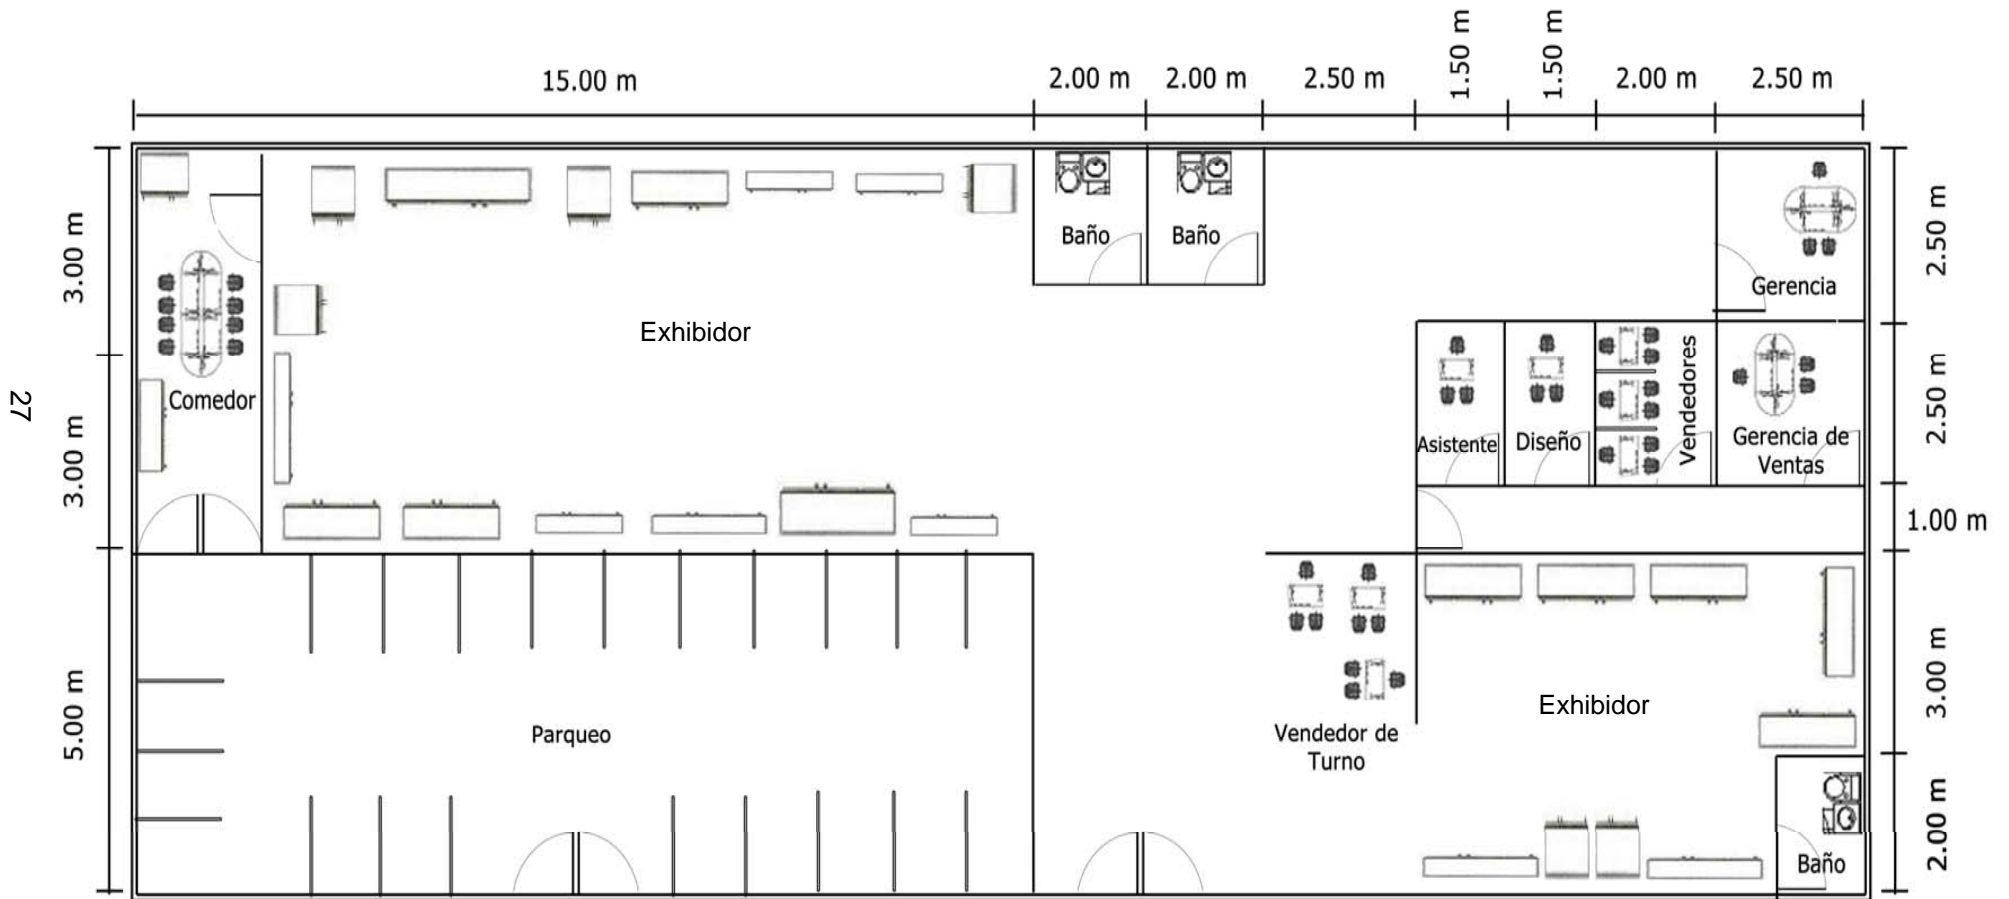 15.00 m
2.00 m
2.00 m
2.50 m
1.50 m
1.50 m
2.00 m
2.50 m
3.00 m
3.00 m
5.00 m
27
2.50 m
2.50 m
1.00 m
3.00 m
2.00 m
Baño
Baño
Gerencia
Exhibidor
Comedor
Asistente
Diseño
Vendedores
Gerencia de
Ventas
Parqueo
Vendedor de
Turno
Exhibidor
Baño